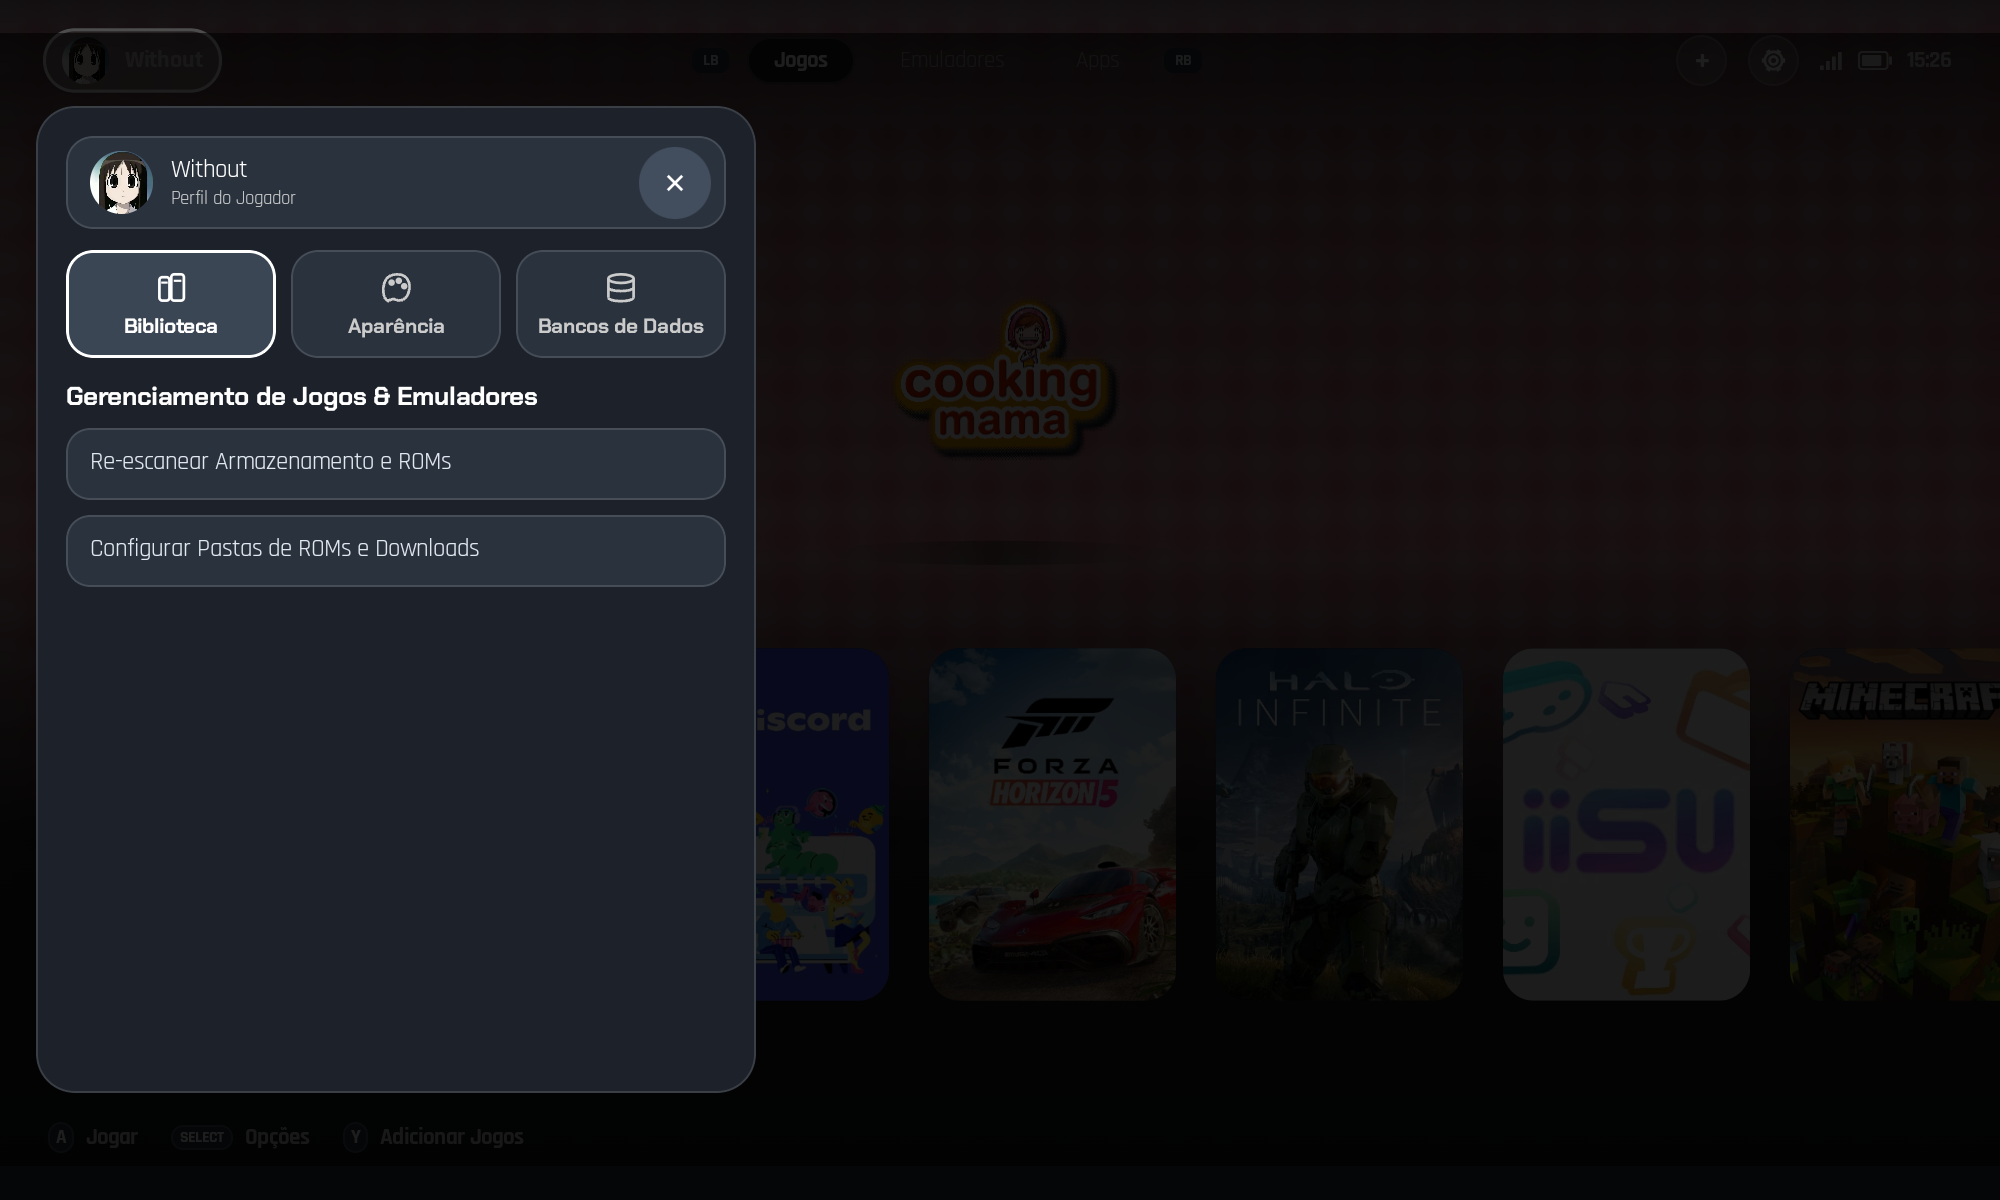 Without
LB
Jogos
Emuladores
Apps
RB
15:26
Without
Perfil do Jogador
Biblioteca
Aparência
Bancos de Dados
Gerenciamento de Jogos & Emuladores
Re-escanear Armazenamento e ROMs
Configurar Pastas de ROMs e Downloads
cooking
mama
iscord
FORZA
HORIZON 5
HALO
INFINITE
iiSU
MINECRAF
A Jogar
SELECT Opções
Y Adicionar Jogos